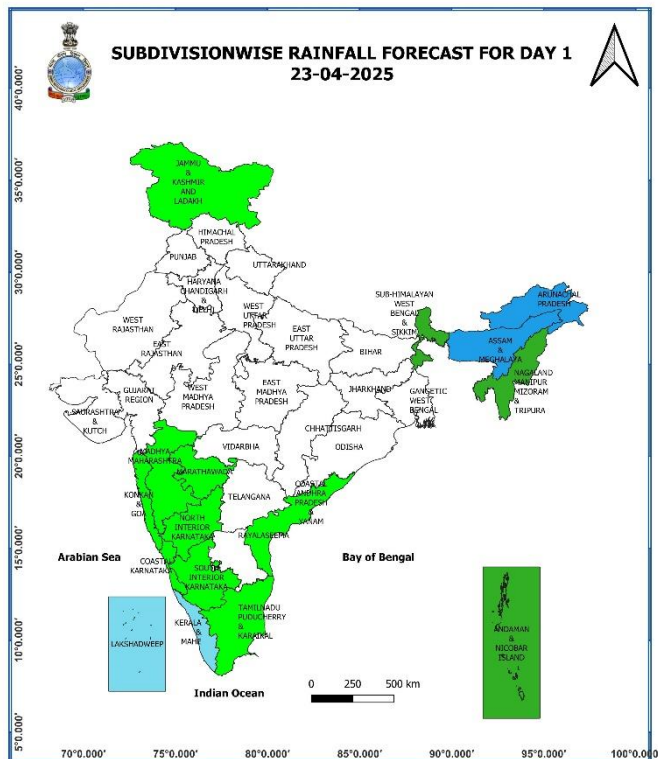 SUBDIVISIONWISE RAINFALL FORECAST FOR DAY 1
23-04-2025
40°0.000'
35°0.000'
30°0.000'
25°0.000'
20°0.000'
15°0.000'
10°0.000'
5°0.000'
JAMMU
&
KASHMIR
AND
LADAKH
HIMACHAL
PRADESH
PUNJAB
UTTARAKHAND
HARYANA
CHANDIGARH
&
DELHI
WEST
UTTAR
PRADESH
WEST
RAJASTHAN
EAST
RAJASTHAN
EAST
UTTAR
PRADESH
BIHAR
SUB-HIMALAYAN
WEST
BENGAL
&
SIKKIM
ARUNACHAL PRADESH
ASSAM
&
MEGHALAYA
NAGALAND
MANIPUR
MIZORAM
&
TRIPURA
GUJARAT
REGION
SAURASHTRA
&
KUTCH
WEST
MADHYA
PRADESH
EAST
MADHYA
PRADESH
JHARKHAND
GANGETIC
WEST
BENGAL
CHHATTISGARH
ODISHA
VIDARBHA
MADHYA
MAHARASHTRA
MARATHAWADA
KONKAN
&
GOA
TELANGANA
COASTAL
ANDHRA
PRADESH
&
YANAM
NORTH
INTERIOR
KARNATAKA
RAYALASEEMA
COASTAL
KARNATAKA
SOUTH
INTERIOR
KARNATAKA
TAMILNADU
PUDUCHERRY
&
KARAIKAL
KERALA
&
MAHE
LAKSHADWEEP
ANDAMAN
&
NICOBAR
ISLAND
Arabian Sea
Bay of Bengal
Indian Ocean
0 250 500 km
70°0.000' 75°0.000' 80°0.000' 85°0.000' 90°0.000' 95°0.000' 100°0.000'